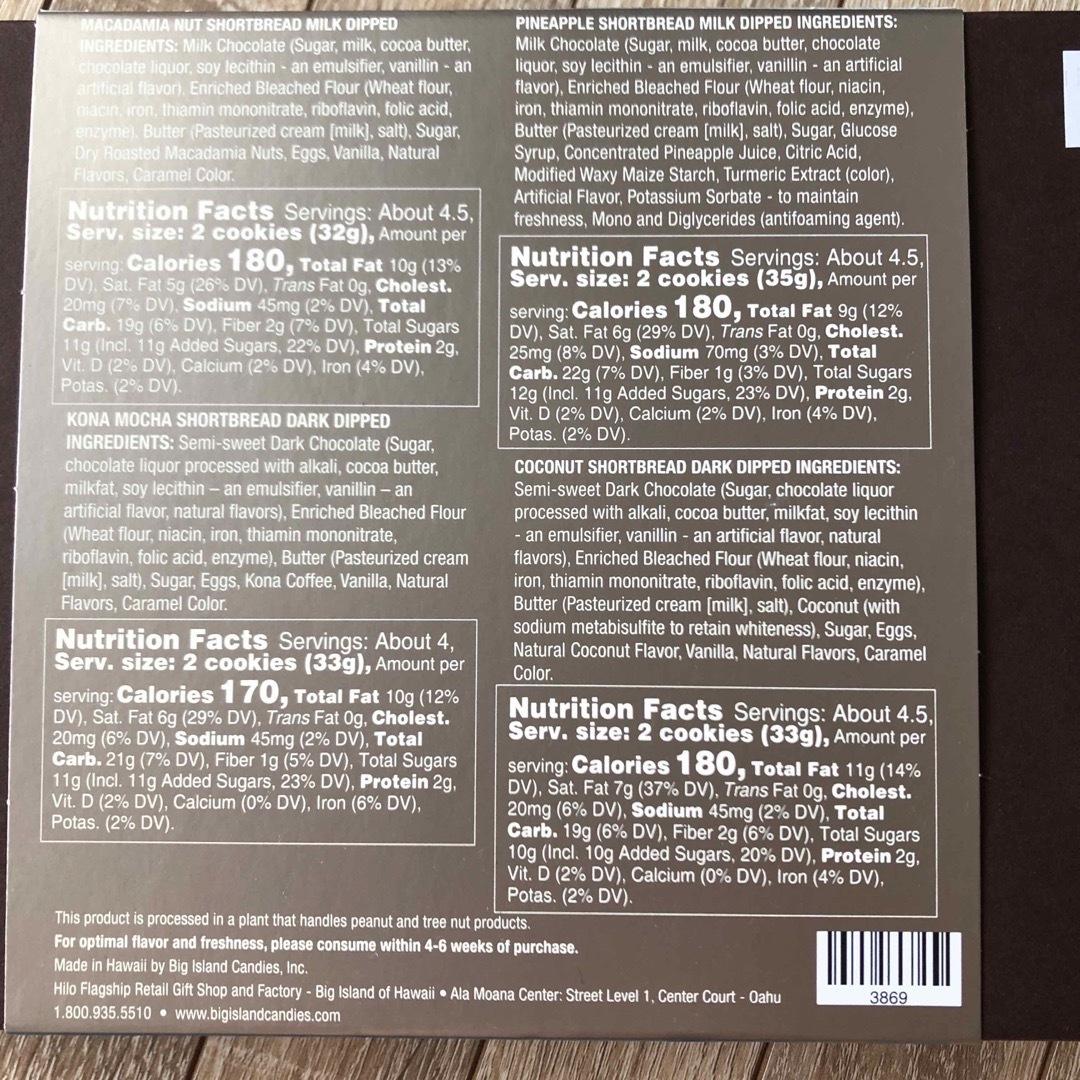 MACADAMIA NUT SHORTBREAD MILK DIPPED
INGREDIENTS: Milk Chocolate (Sugar, milk, cocoa butter,
chocolate liquor, soy lecithin - an emulsifier, vanillin - an
artificial flavor), Enriched Bleached Flour (Wheat flour,
niacin, iron, thiamin mononitrate, riboflavin, folic acid,
enzyme), Butter (Pasteurized cream [milk], salt), Sugar,
Dry Roasted Macadamia Nuts, Eggs, Vanilla, Natural
Flavors, Caramel Color.
Nutrition Facts Servings: About 4.5,
Serv. size: 2 cookies (32g), Amount per
serving: Calories 180, Total Fat 10g (13%
DV), Sat. Fat 5g (26% DV), Trans Fat 0g, Cholest.
20mg (7% DV), Sodium 45mg (2% DV), Total
Carb. 19g (6% DV), Fiber 2g (7% DV), Total Sugars
11g (Incl. 11g Added Sugars, 22% DV), Protein 2g,
Vit. D (2% DV), Calcium (2% DV), Iron (4% DV),
Potas. (2% DV).
KONA MOCHA SHORTBREAD DARK DIPPED
INGREDIENTS: Semi-sweet Dark Chocolate (Sugar,
chocolate liquor processed with alkali, cocoa butter,
milkfat, soy lecithin – an emulsifier, vanillin – an
artificial flavor, natural flavors), Enriched Bleached Flour
(Wheat flour, niacin, iron, thiamin mononitrate,
riboflavin, folic acid, enzyme), Butter (Pasteurized cream
[milk], salt), Sugar, Eggs, Kona Coffee, Vanilla, Natural
Flavors, Caramel Color.
Nutrition Facts Servings: About 4,
Serv. size: 2 cookies (33g), Amount per
serving: Calories 170, Total Fat 10g (12%
DV), Sat. Fat 6g (29% DV), Trans Fat 0g, Cholest.
20mg (6% DV), Sodium 45mg (2% DV), Total
Carb. 21g (7% DV), Fiber 1g (5% DV), Total Sugars
11g (Incl. 11g Added Sugars, 23% DV), Protein 2g,
Vit. D (2% DV), Calcium (0% DV), Iron (6% DV),
Potas. (2% DV).
PINEAPPLE SHORTBREAD MILK DIPPED INGREDIENTS:
Milk Chocolate (Sugar, milk, cocoa butter, chocolate
liquor, soy lecithin - an emulsifier, vanillin - an artificial
flavor), Enriched Bleached Flour (Wheat flour, niacin,
iron, thiamin mononitrate, riboflavin, folic acid, enzyme),
Butter (Pasteurized cream [milk], salt), Sugar, Glucose
Syrup, Concentrated Pineapple Juice, Citric Acid,
Modified Waxy Maize Starch, Turmeric Extract (color),
Artificial Flavor, Potassium Sorbate - to maintain
freshness, Mono and Diglycerides (antifoaming agent).
Nutrition Facts Servings: About 4.5,
Serv. size: 2 cookies (35g), Amount per
serving: Calories 180, Total Fat 9g (12%
DV), Sat. Fat 6g (29% DV), Trans Fat 0g, Cholest.
25mg (8% DV), Sodium 70mg (3% DV), Total
Carb. 22g (7% DV), Fiber 1g (3% DV), Total Sugars
12g (Incl. 11g Added Sugars, 23% DV), Protein 2g,
Vit. D (2% DV), Calcium (2% DV), Iron (4% DV),
Potas. (2% DV).
COCONUT SHORTBREAD DARK DIPPED INGREDIENTS:
Semi-sweet Dark Chocolate (Sugar, chocolate liquor
processed with alkali, cocoa butter, milkfat, soy lecithin
- an emulsifier, vanillin - an artificial flavor, natural
flavors), Enriched Bleached Flour (Wheat flour, niacin,
iron, thiamin mononitrate, riboflavin, folic acid, enzyme),
Butter (Pasteurized cream [milk], salt), Coconut (with
sodium metabisulfite to retain whiteness), Sugar, Eggs,
Natural Coconut Flavor, Vanilla, Natural Flavors, Caramel
Color.
Nutrition Facts Servings: About 4.5,
Serv. size: 2 cookies (33g), Amount per
serving: Calories 180, Total Fat 11g (14%
DV), Sat. Fat 7g (37% DV), Trans Fat 0g, Cholest.
20mg (6% DV), Sodium 45mg (2% DV), Total
Carb. 19g (6% DV), Fiber 2g (6% DV), Total Sugars
10g (Incl. 10g Added Sugars, 20% DV), Protein 2g,
Vit. D (2% DV), Calcium (0% DV), Iron (4% DV),
Potas. (2% DV).
This product is processed in a plant that handles peanut and tree nut products.
For optimal flavor and freshness, please consume within 4-6 weeks of purchase.
Made in Hawaii by Big Island Candies, Inc.
Hilo Flagship Retail Gift Shop and Factory - Big Island of Hawaii • Ala Moana Center: Street Level 1, Center Court - Oahu
1.800.935.5510 • www.bigislandcandies.com
3869